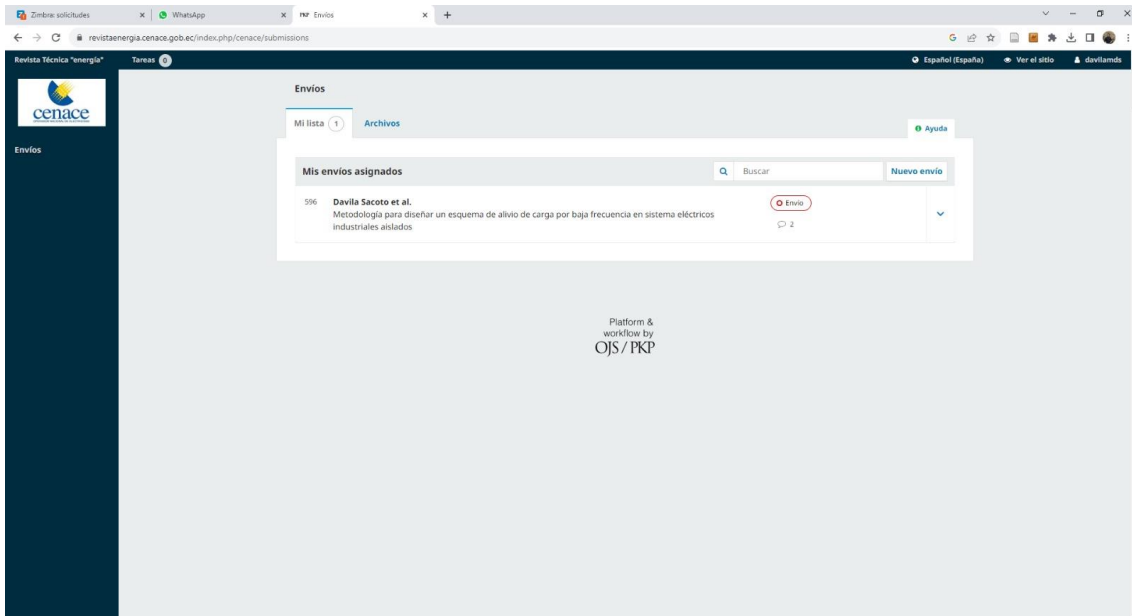 Zimbra: solicitudes
WhatsApp
PKP Envíos
revistaenergia.cenace.gob.ec/index.php/cenace/submissions
Revista Técnica "energía"
Tareas 0
Español (España)
Ver el sitio
davilamds
cenace
Envíos
Envíos
Mi lista 1
Archivos
Ayuda
Mis envíos asignados
Buscar
Nuevo envío
596
Davila Sacoto et al.
Metodología para diseñar un esquema de alivio de carga por baja frecuencia en sistema eléctricos
industriales aislados
Envío
2
Platform &
workflow by
OJS / PKP